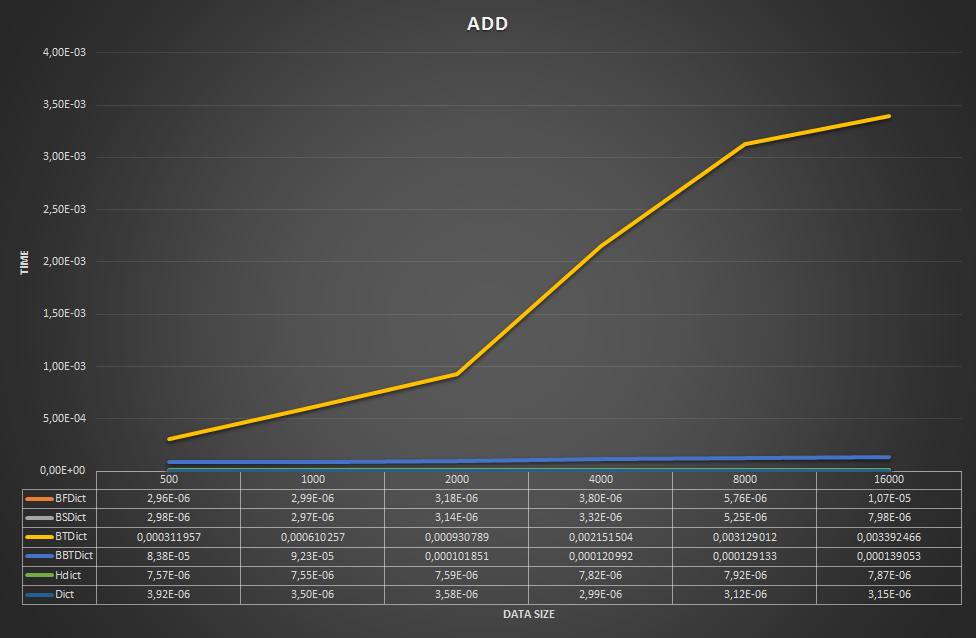 ADD
4,00E-03
3,50E-03
3,00E-03
2,50E-03
2,00E-03
1,50E-03
1,00E-03
5,00E-04
0,00E+00
TIME
500 1000 2000 4000 8000 16000
BFDict 2,96E-06 2,99E-06 3,18E-06 3,80E-06 5,76E-06 1,07E-05
BSDict 2,98E-06 2,97E-06 3,14E-06 3,32E-06 5,25E-06 7,98E-06
BTDict 0,000311957 0,000610257 0,000930789 0,002151504 0,003129012 0,003392466
BBTDict 8,38E-05 9,23E-05 0,000101851 0,000120992 0,000129133 0,000139053
Hdict 7,57E-06 7,55E-06 7,59E-06 7,82E-06 7,92E-06 7,87E-06
Dict 3,92E-06 3,50E-06 3,58E-06 2,99E-06 3,12E-06 3,15E-06
DATA SIZE